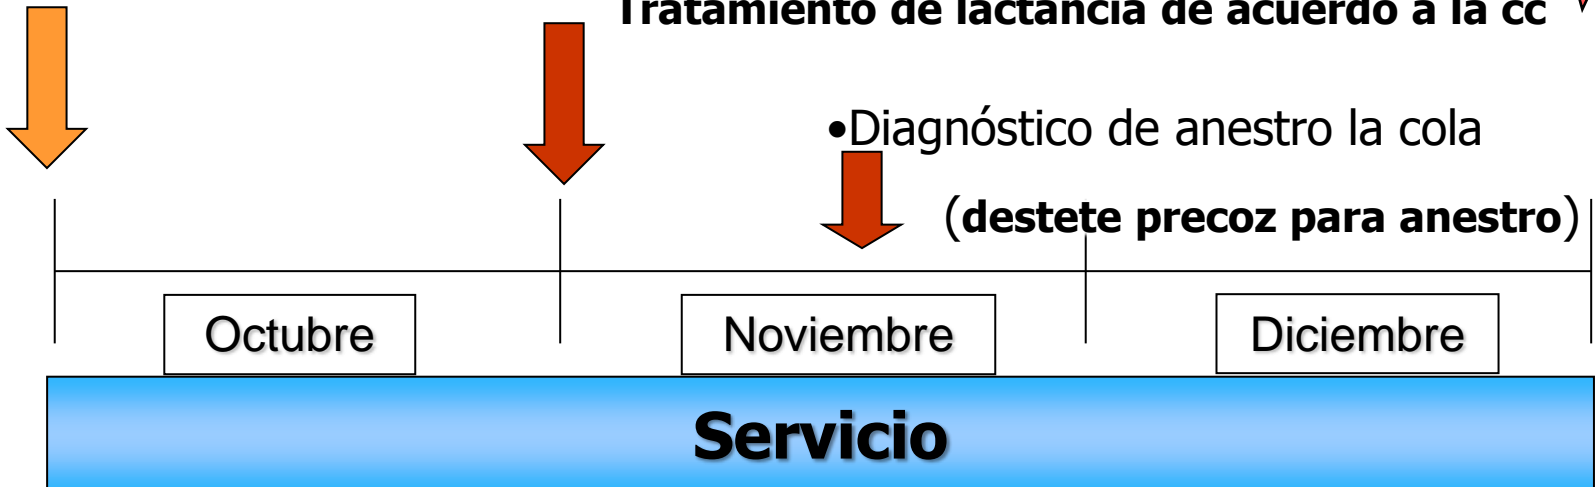 Tratamiento de lactancia de acuerdo a la cc
•Diagnóstico de anestro la cola
(destete precoz para anestro)
Octubre
Noviembre
Diciembre
Servicio